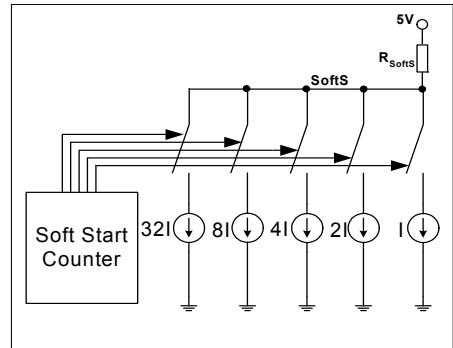 5V
RSoftS
SoftS
Soft Start
Counter
32I
8I
4I
2I
I